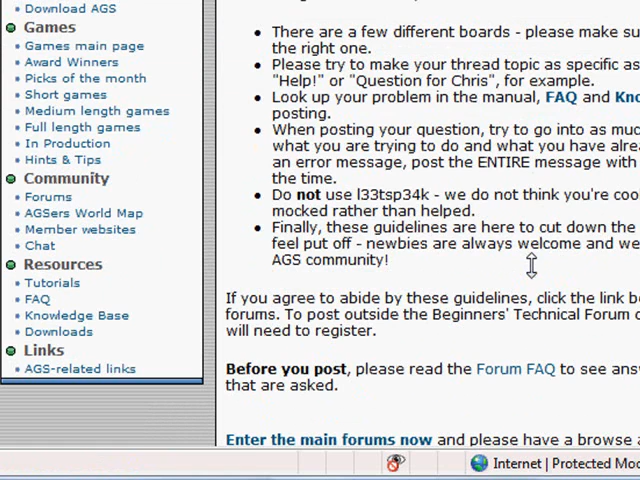 Download AGS
Games
Games main page
Award Winners
Picks of the month
Short games
Medium length games
Full length games
In Production
Hints & Tips
Community
Forums
AGSers World Map
Member websites
Chat
Resources
Tutorials
FAQ
Knowledge Base
Downloads
Links
AGS-related links
There are a few different boards - please make su
the right one.
Please try to make your thread topic as specific as
"Help!" or "Question for Chris", for example.
Look up your problem in the manual, FAQ and Kno
posting.
When posting your question, try to go into as muc
what you are trying to do and what you have alre
an error message, post the ENTIRE message with
the time.
Do not use l33tsp34k - we do not think you're coo
mocked rather than helped.
Finally, these guidelines are here to cut down the
feel put off - newbies are always welcome and we
AGS community!
If you agree to abide by these guidelines, click the link be
forums. To post outside the Beginners' Technical Forum o
will need to register.
Before you post, please read the Forum FAQ to see ans
that are asked.
Enter the main forums now and please have a browse a
Internet | Protected Mod